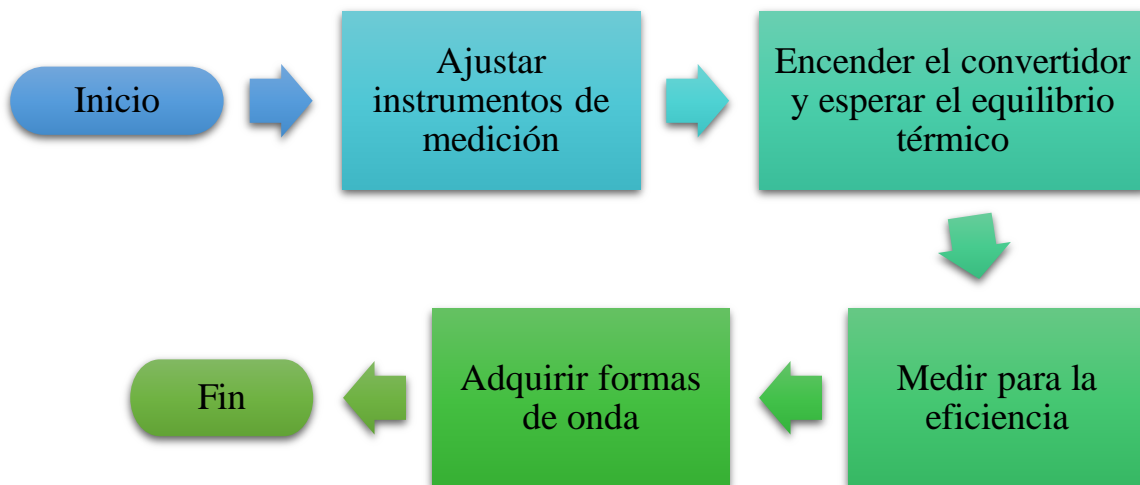 Inicio
Ajustar
instrumentos de
medición
Encender el convertidor
y esperar el equilibrio
térmico
Medir para la
eficiencia
Adquirir formas
de onda
Fin